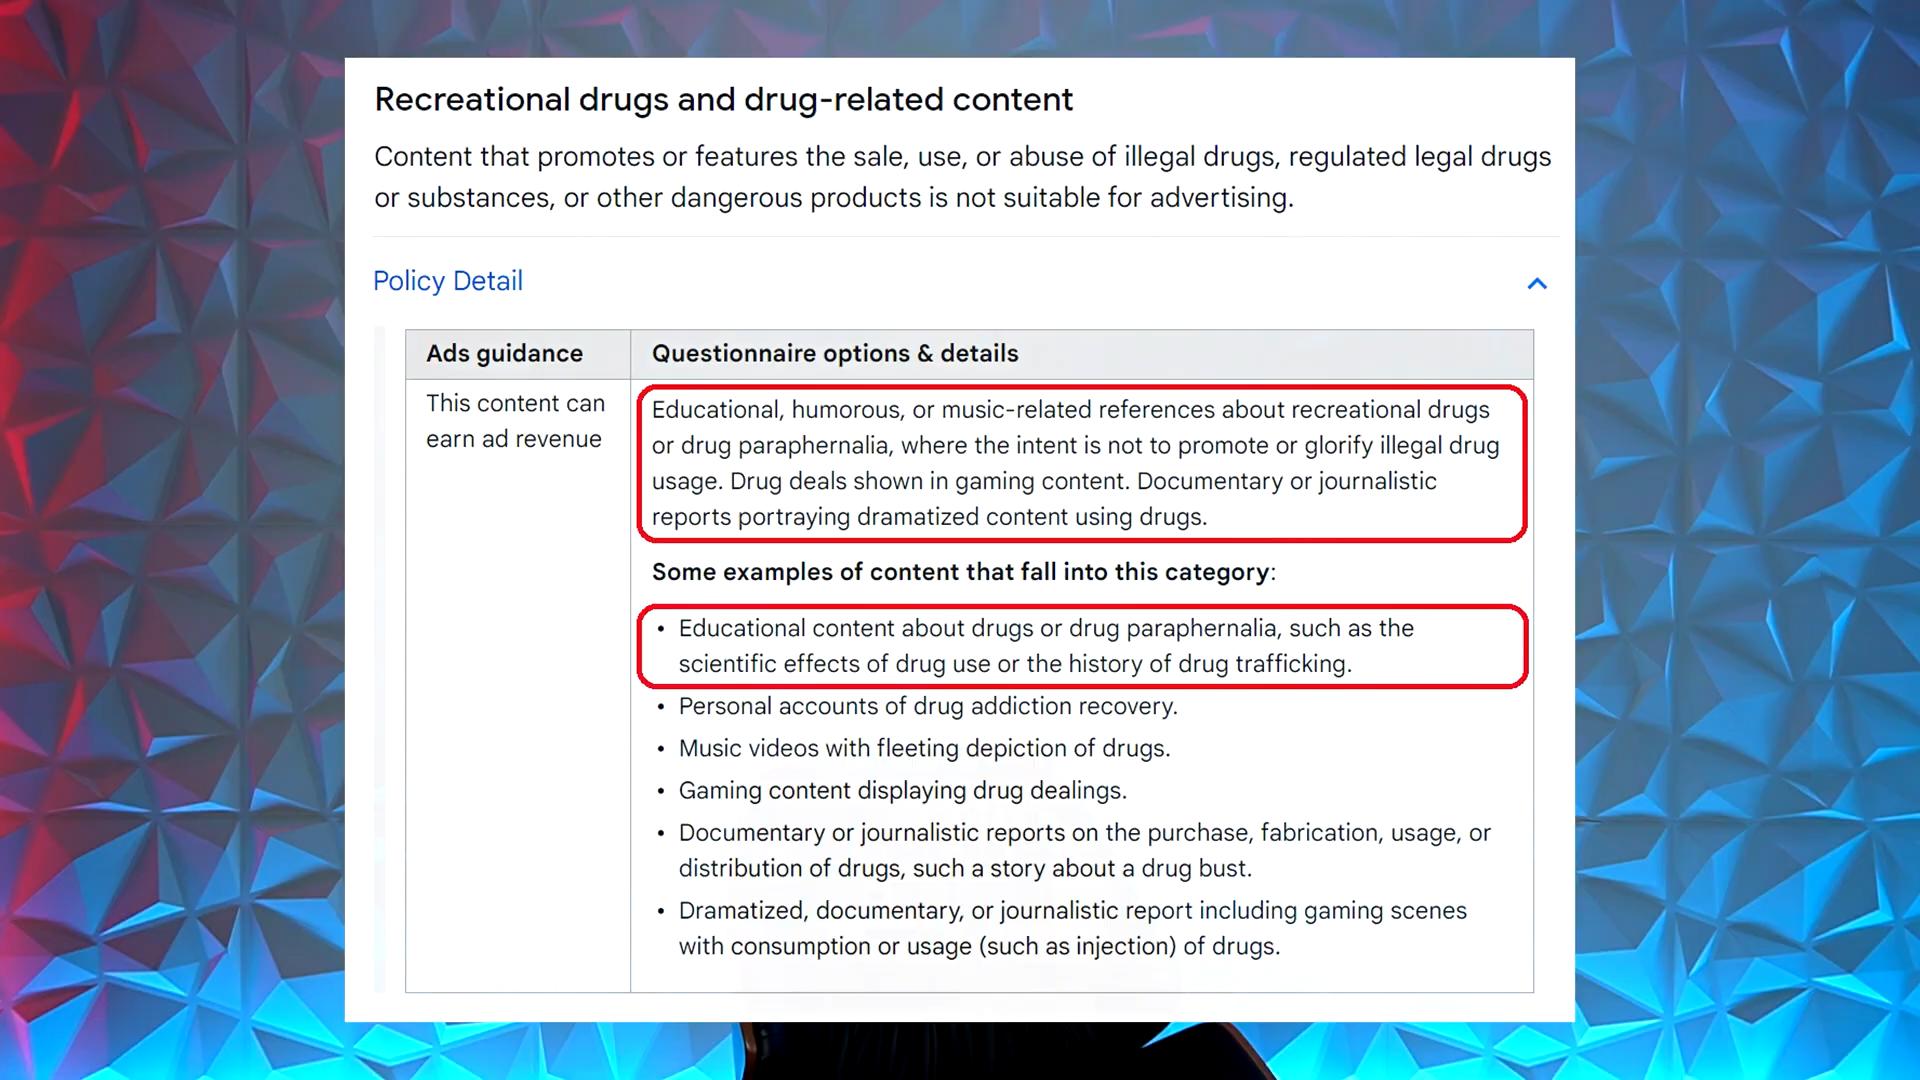 Recreational drugs and drug-related content
Content that promotes or features the sale, use, or abuse of illegal drugs, regulated legal drugs
or substances, or other dangerous products is not suitable for advertising.
Policy Detail
Ads guidance
Questionnaire options & details
This content can
earn ad revenue
Educational, humorous, or music-related references about recreational drugs
or drug paraphernalia, where the intent is not to promote or glorify illegal drug
usage. Drug deals shown in gaming content. Documentary or journalistic
reports portraying dramatized content using drugs.
Some examples of content that fall into this category:
• Educational content about drugs or drug paraphernalia, such as the
scientific effects of drug use or the history of drug trafficking.
• Personal accounts of drug addiction recovery.
• Music videos with fleeting depiction of drugs.
• Gaming content displaying drug dealings.
• Documentary or journalistic reports on the purchase, fabrication, usage, or
distribution of drugs, such a story about a drug bust.
• Dramatized, documentary, or journalistic report including gaming scenes
with consumption or usage (such as injection) of drugs.